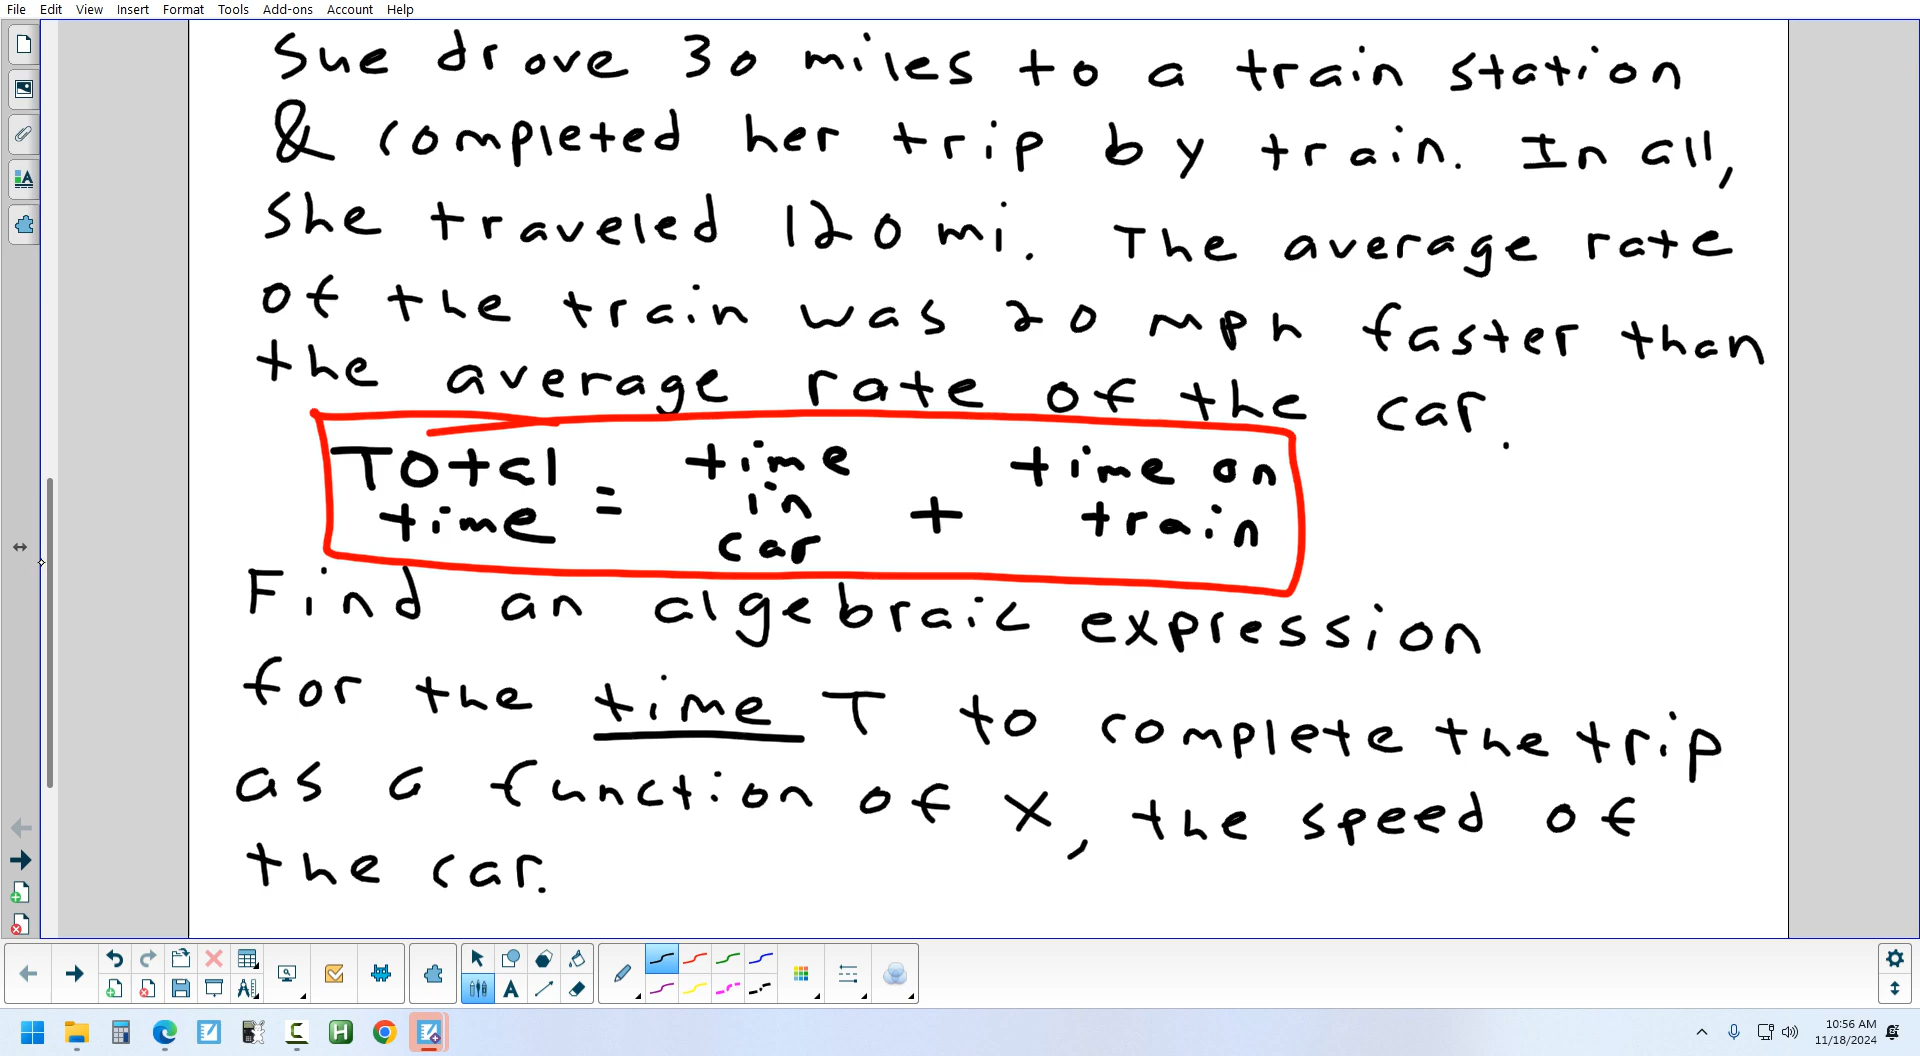 File Edit View Insert Format Tools Add-ons Account Help
Sue drove 30 miles to a train station
& completed her trip by train. In all,
she traveled 120 mi. The average rate
of the train was 20 mph faster than
the average rate of the car.
Total time = time in car + time on train
Find an algebraic expression
for the time T to complete the trip
as a function of x, the speed of
the car.
10:56 AM
11/18/2024